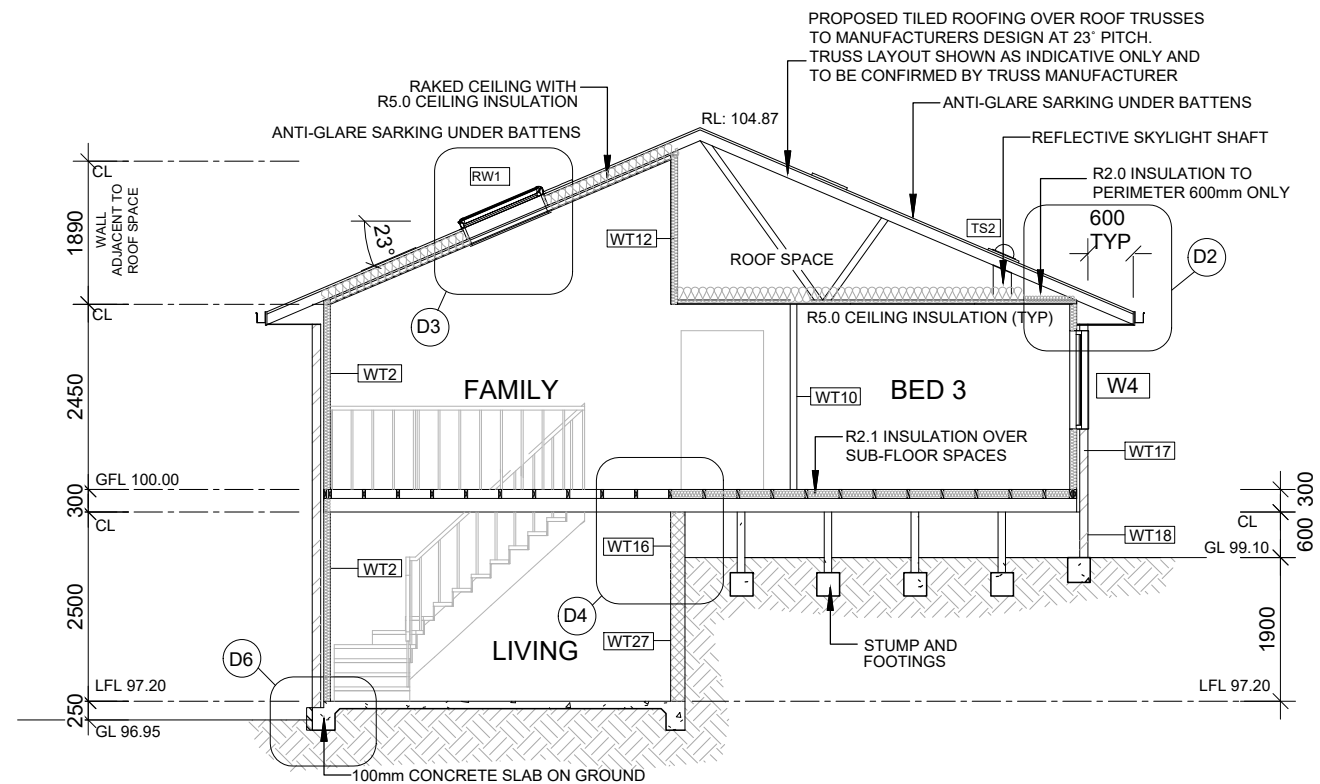 PROPOSED TILED ROOFING OVER ROOF TRUSSES
TO MANUFACTURERS DESIGN AT 23° PITCH.
TRUSS LAYOUT SHOWN AS INDICATIVE ONLY AND
TO BE CONFIRMED BY TRUSS MANUFACTURER
RAKED CEILING WITH
R5.0 CEILING INSULATION
ANTI-GLARE SARKING UNDER BATTENS
RL: 104.87
ANTI-GLARE SARKING UNDER BATTENS
REFLECTIVE SKYLIGHT SHAFT
R2.0 INSULATION TO
PERIMETER 600mm ONLY
CL
WALL
ADJACENT TO
ROOF SPACE
1890
RW1
23°
WT12
ROOF SPACE
TS2
600
TYP
D2
D3
CL
R5.0 CEILING INSULATION (TYP)
WT2
FAMILY
WT10
BED 3
W4
2450
R2.1 INSULATION OVER
SUB-FLOOR SPACES
WT17
GFL 100.00
300
CL
300
CL
600
WT16
WT18
GL 99.10
WT2
2500
D4
WT27
LIVING
STUMP AND
FOOTINGS
1900
D6
LFL 97.20
LFL 97.20
250
GL 96.95
100mm CONCRETE SLAB ON GROUND